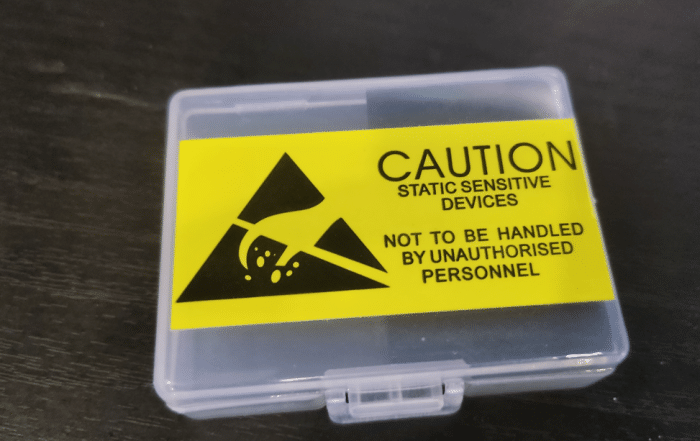 CAUTION
STATIC SENSITIVE
DEVICES
NOT TO BE HANDLED
BY UNAUTHORISED
PERSONNEL